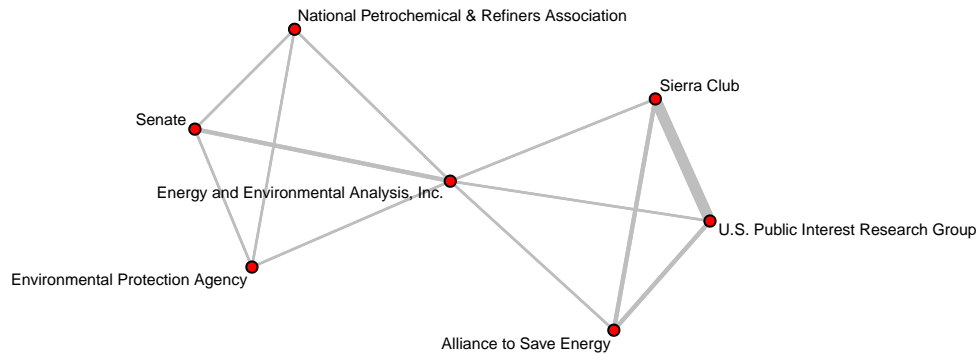 National Petrochemical & Refiners Association
Sierra Club
Senate
Energy and Environmental Analysis, Inc.
U.S. Public Interest Research Group
Environmental Protection Agency
Alliance to Save Energy